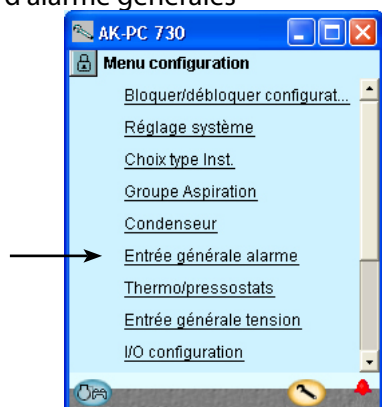 d'alarme générales
AK-PC 730
Menu configuration
Bloquer/débloquer configurat...
Réglage système
Choix type Inst.
Groupe Aspiration
Condenseur
Entrée générale alarme
Thermo/pressostats
Entrée générale tension
I/O configuration